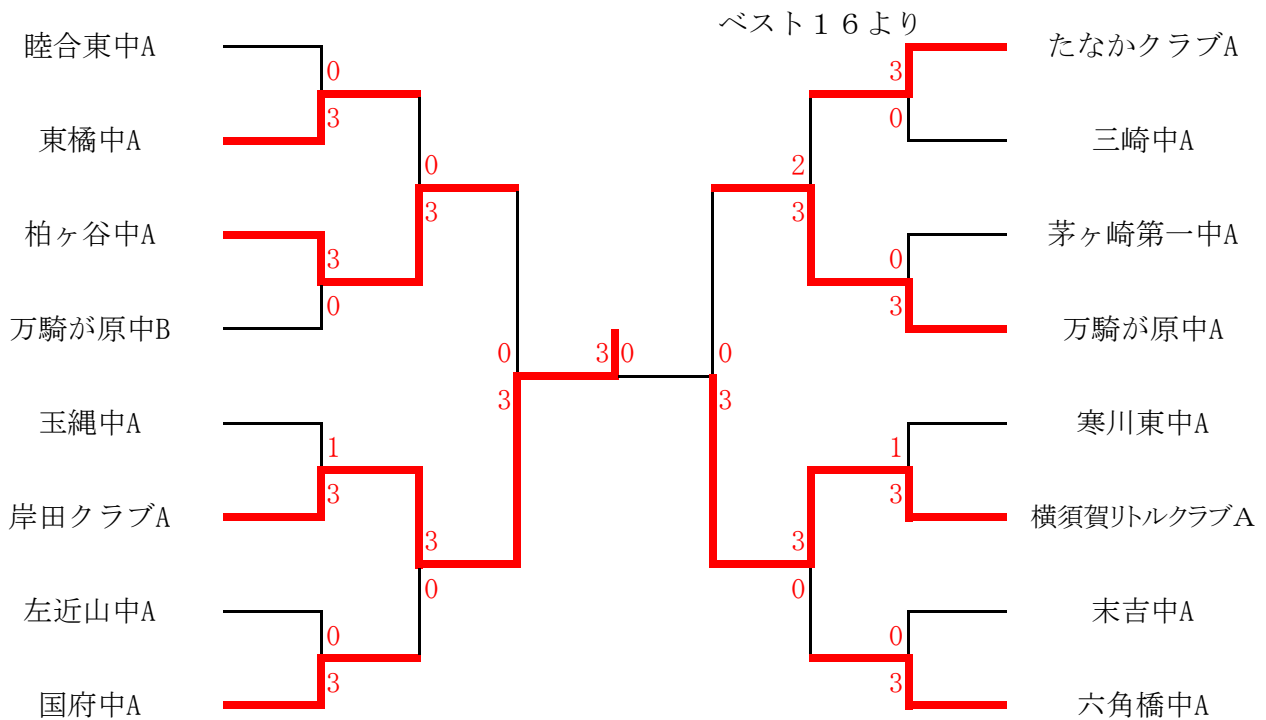 ベスト１６より
睦合東中A
たなかクラブA
0
3
3
0
東橘中A
三崎中A
0
2
3
3
柏ヶ谷中A
茅ヶ崎第一中A
3
0
0
3
万騎が原中B
万騎が原中A
0
3
0
0
3
3
玉縄中A
寒川東中A
1
1
3
3
岸田クラブA
横須賀リトルクラブＡ
3
3
0
0
左近山中A
末吉中A
0
0
3
3
国府中A
六角橋中A